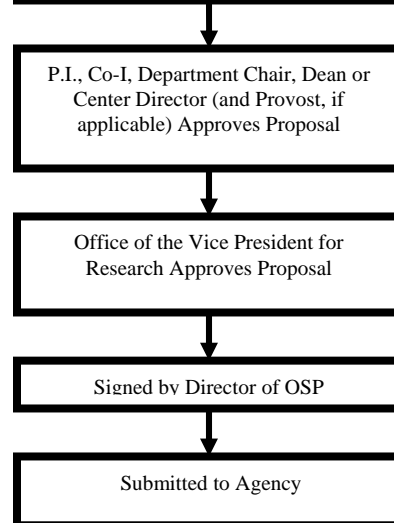 P.I., Co-I, Department Chair, Dean or
Center Director (and Provost, if
applicable) Approves Proposal
Office of the Vice President for
Research Approves Proposal
Signed by Director of OSP
Submitted to Agency